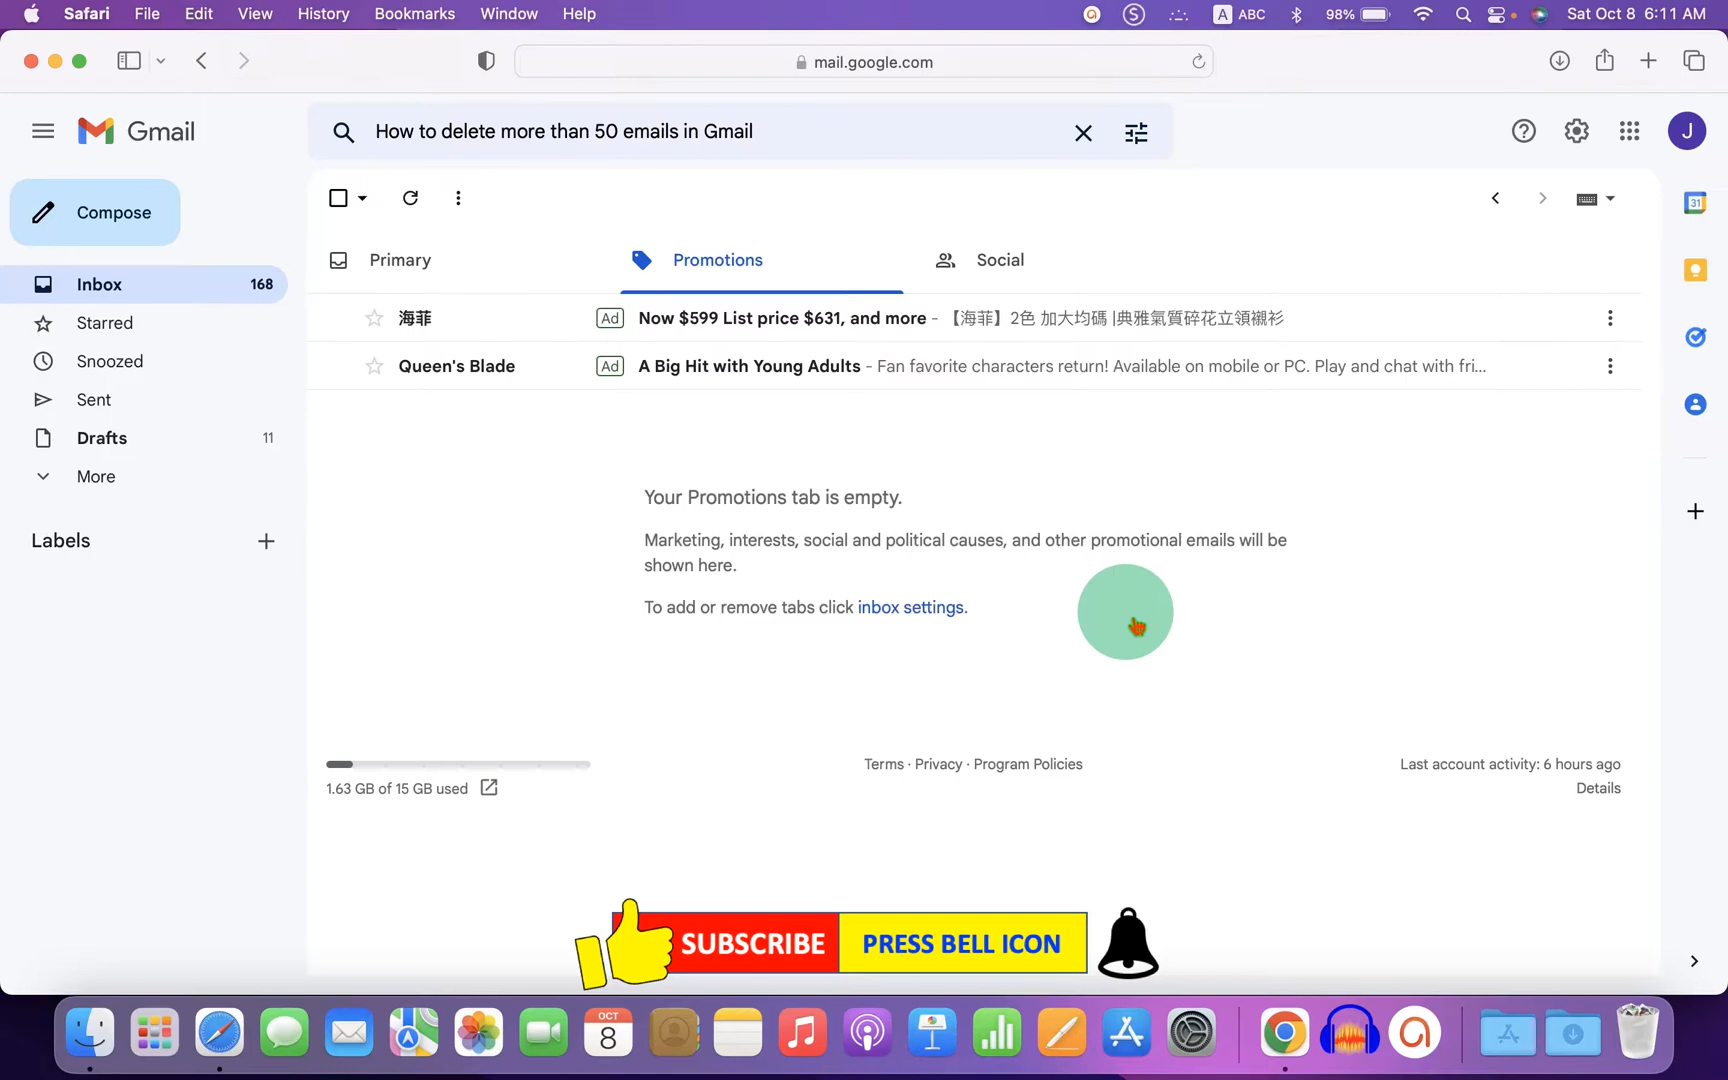 Safari File Edit View History Bookmarks Window Help A ABC 98% Sat Oct 8 6:11 AM
mail.google.com
Gmail
How to delete more than 50 emails in Gmail
J
Compose
Inbox 168
Starred
Snoozed
Sent
Drafts 11
More
Labels
Primary Promotions Social
海菲 Ad Now $599 List price $631, and more - 【海菲】2色 加大均碼 |典雅氣質碎花立領襯衫
Queen's Blade Ad A Big Hit with Young Adults - Fan favorite characters return! Available on mobile or PC. Play and chat with fri...
Your Promotions tab is empty.
Marketing, interests, social and political causes, and other promotional emails will be
shown here.
To add or remove tabs click inbox settings.
1.63 GB of 15 GB used
Terms · Privacy · Program Policies
Last account activity: 6 hours ago
Details
31
SUBSCRIBE PRESS BELL ICON
OCT
8